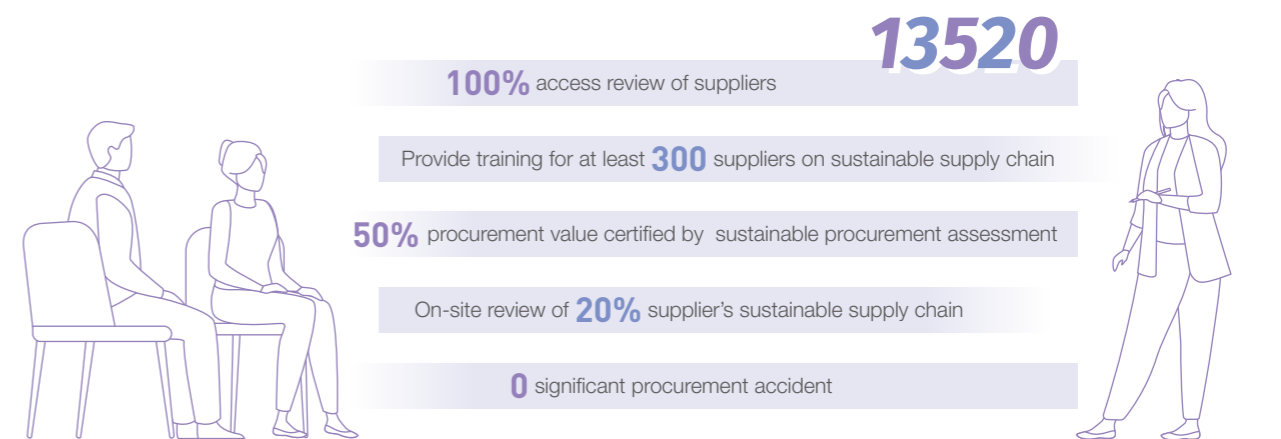 13520
100% access review of suppliers
Provide training for at least 300 suppliers on sustainable supply chain
50% procurement value certified by sustainable procurement assessment
On-site review of 20% supplier's sustainable supply chain
0 significant procurement accident